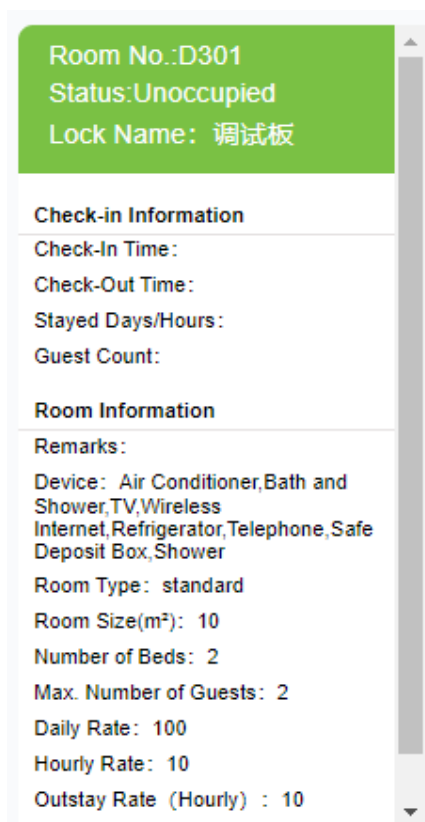 Room No.:D301
Status:Unoccupied
Lock Name：调试板
Check-in Information
Check-In Time：
Check-Out Time：
Stayed Days/Hours：
Guest Count：
Room Information
Remarks：
Device：Air Conditioner,Bath and
Shower,TV,Wireless
Internet,Refrigerator,Telephone,Safe
Deposit Box,Shower
Room Type：standard
Room Size(m²)：10
Number of Beds：2
Max. Number of Guests：2
Daily Rate：100
Hourly Rate：10
Outstay Rate（Hourly）：10